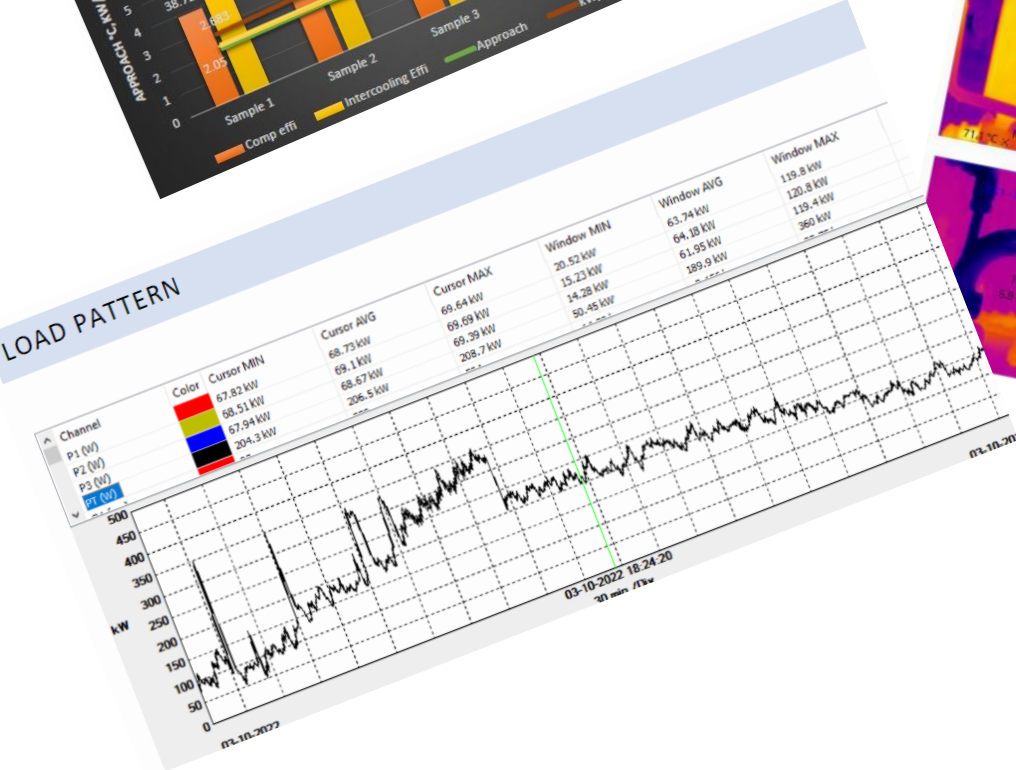 5
4
3
2
1
0
38.7
2.683
2.05
APPROACH °C, KW/
Sample 1
Sample 2
Sample 3
Comp effi
Intercooling Effi
Approach
71.1 °C
LOAD PATTERN
Channel Color Cursor MIN Cursor AVG Cursor MAX Window MIN Window AVG Window MAX
P1 (W) 67.82 kW 68.73 kW 69.64 kW 20.52 kW 63.74 kW 119.8 kW
P2 (W) 68.51 kW 69.1 kW 69.69 kW 15.23 kW 64.18 kW 120.8 kW
P3 (W) 67.94 kW 68.67 kW 69.39 kW 14.28 kW 61.95 kW 119.4 kW
PT (W) 204.3 kW 206.5 kW 208.7 kW 50.45 kW 189.9 kW 360 kW
500
450
400
350
300
250
200
150
100
50
0
kW
03-10-2022
03-10-2022 18:24:20
30 min /Div
03-10-20